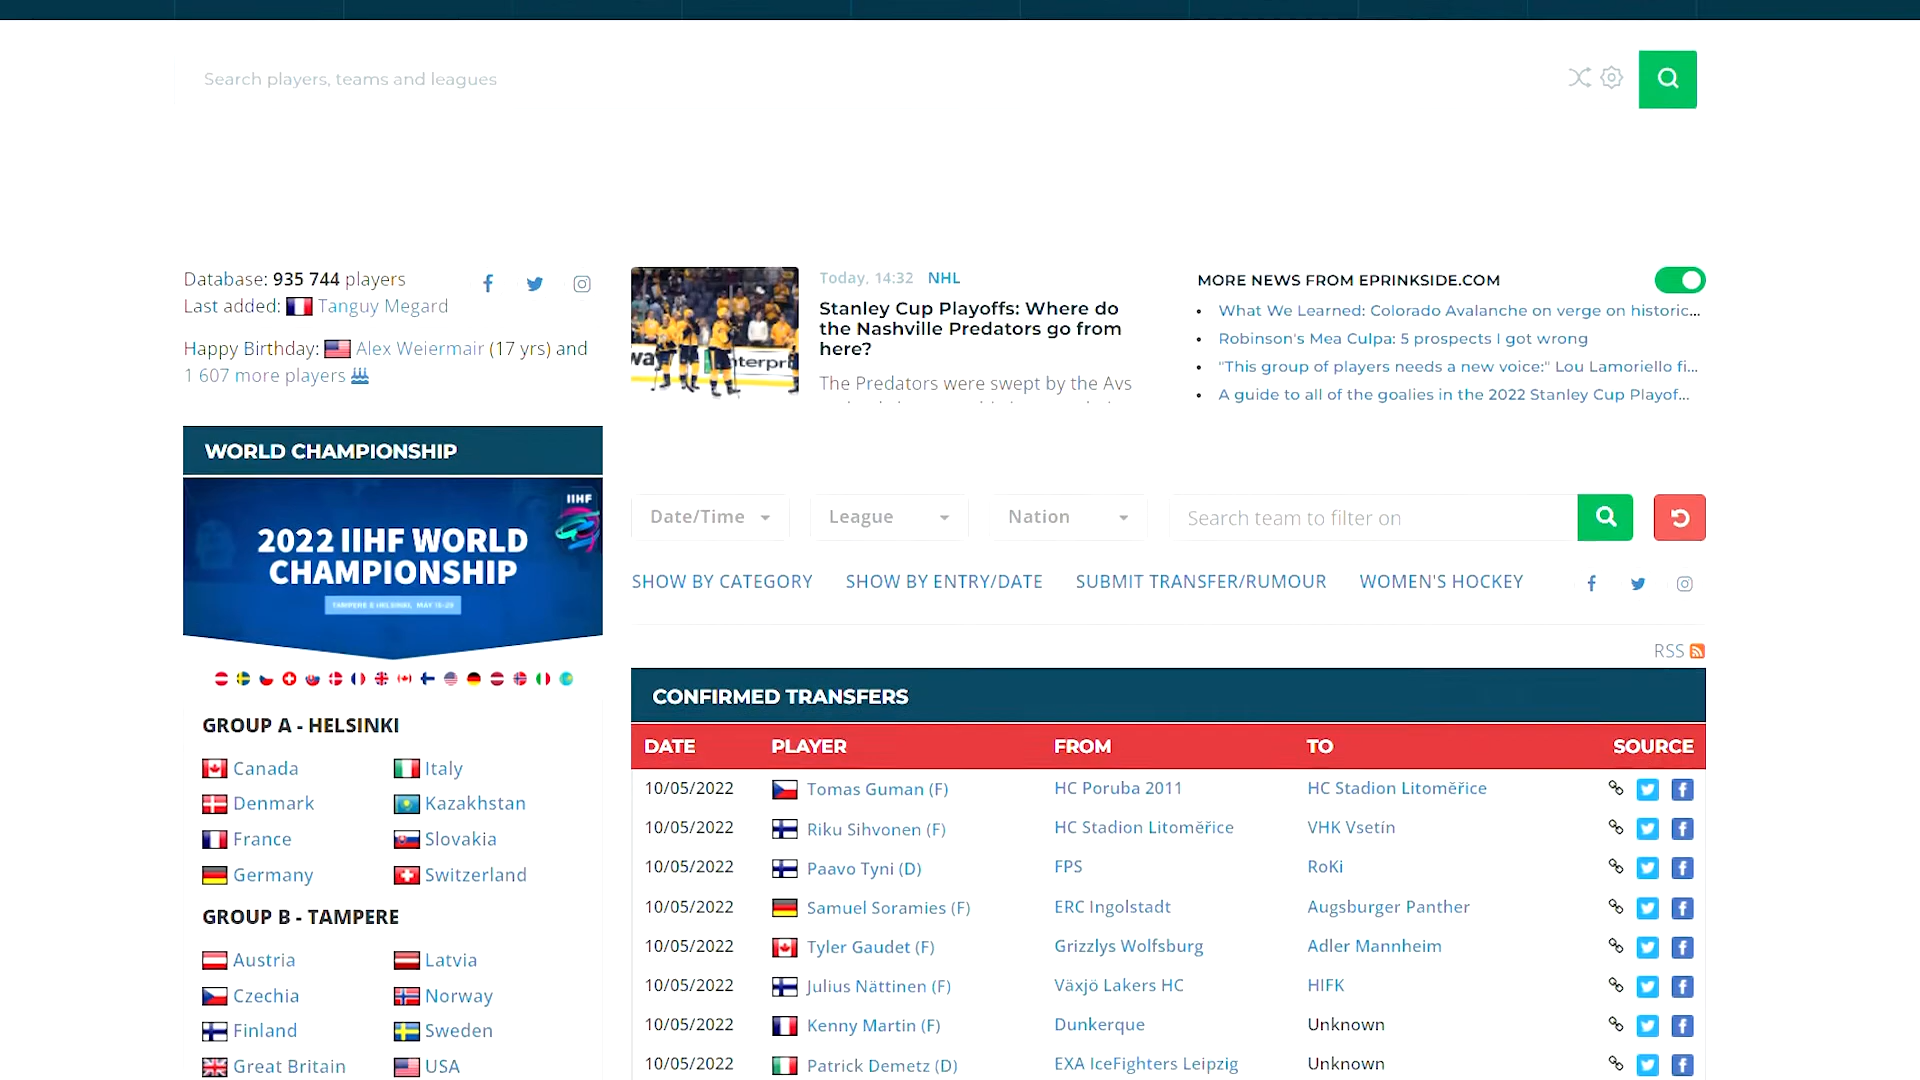 Search players, teams and leagues
Database: 935 744 players
Last added: Tanguy Megard
Happy Birthday: Alex Weiermair (17 yrs) and
1 607 more players
Today, 14:32 NHL
Stanley Cup Playoffs: Where do
the Nashville Predators go from
here?
The Predators were swept by the Avs
MORE NEWS FROM EPRINKSIDE.COM
What We Learned: Colorado Avalanche on verge on historic...
Robinson's Mea Culpa: 5 prospects I got wrong
"This group of players needs a new voice:" Lou Lamoriello fi...
A guide to all of the goalies in the 2022 Stanley Cup Playof...
WORLD CHAMPIONSHIP
IIHF
2022 IIHF WORLD
CHAMPIONSHIP
GROUP A - HELSINKI
Canada Italy
Denmark Kazakhstan
France Slovakia
Germany Switzerland
GROUP B - TAMPERE
Austria Latvia
Czechia Norway
Finland Sweden
Great Britain USA
Date/Time League Nation Search team to filter on
SHOW BY CATEGORY SHOW BY ENTRY/DATE SUBMIT TRANSFER/RUMOUR WOMEN'S HOCKEY
RSS
CONFIRMED TRANSFERS
DATE PLAYER FROM TO SOURCE
10/05/2022 Tomas Guman (F) HC Poruba 2011 HC Stadion Litoměřice
10/05/2022 Riku Sihvonen (F) HC Stadion Litoměřice VHK Vsetín
10/05/2022 Paavo Tyni (D) FPS RoKi
10/05/2022 Samuel Soramies (F) ERC Ingolstadt Augsburger Panther
10/05/2022 Tyler Gaudet (F) Grizzlys Wolfsburg Adler Mannheim
10/05/2022 Julius Nättinen (F) Växjö Lakers HC HIFK
10/05/2022 Kenny Martin (F) Dunkerque Unknown
10/05/2022 Patrick Demetz (D) EXA IceFighters Leipzig Unknown